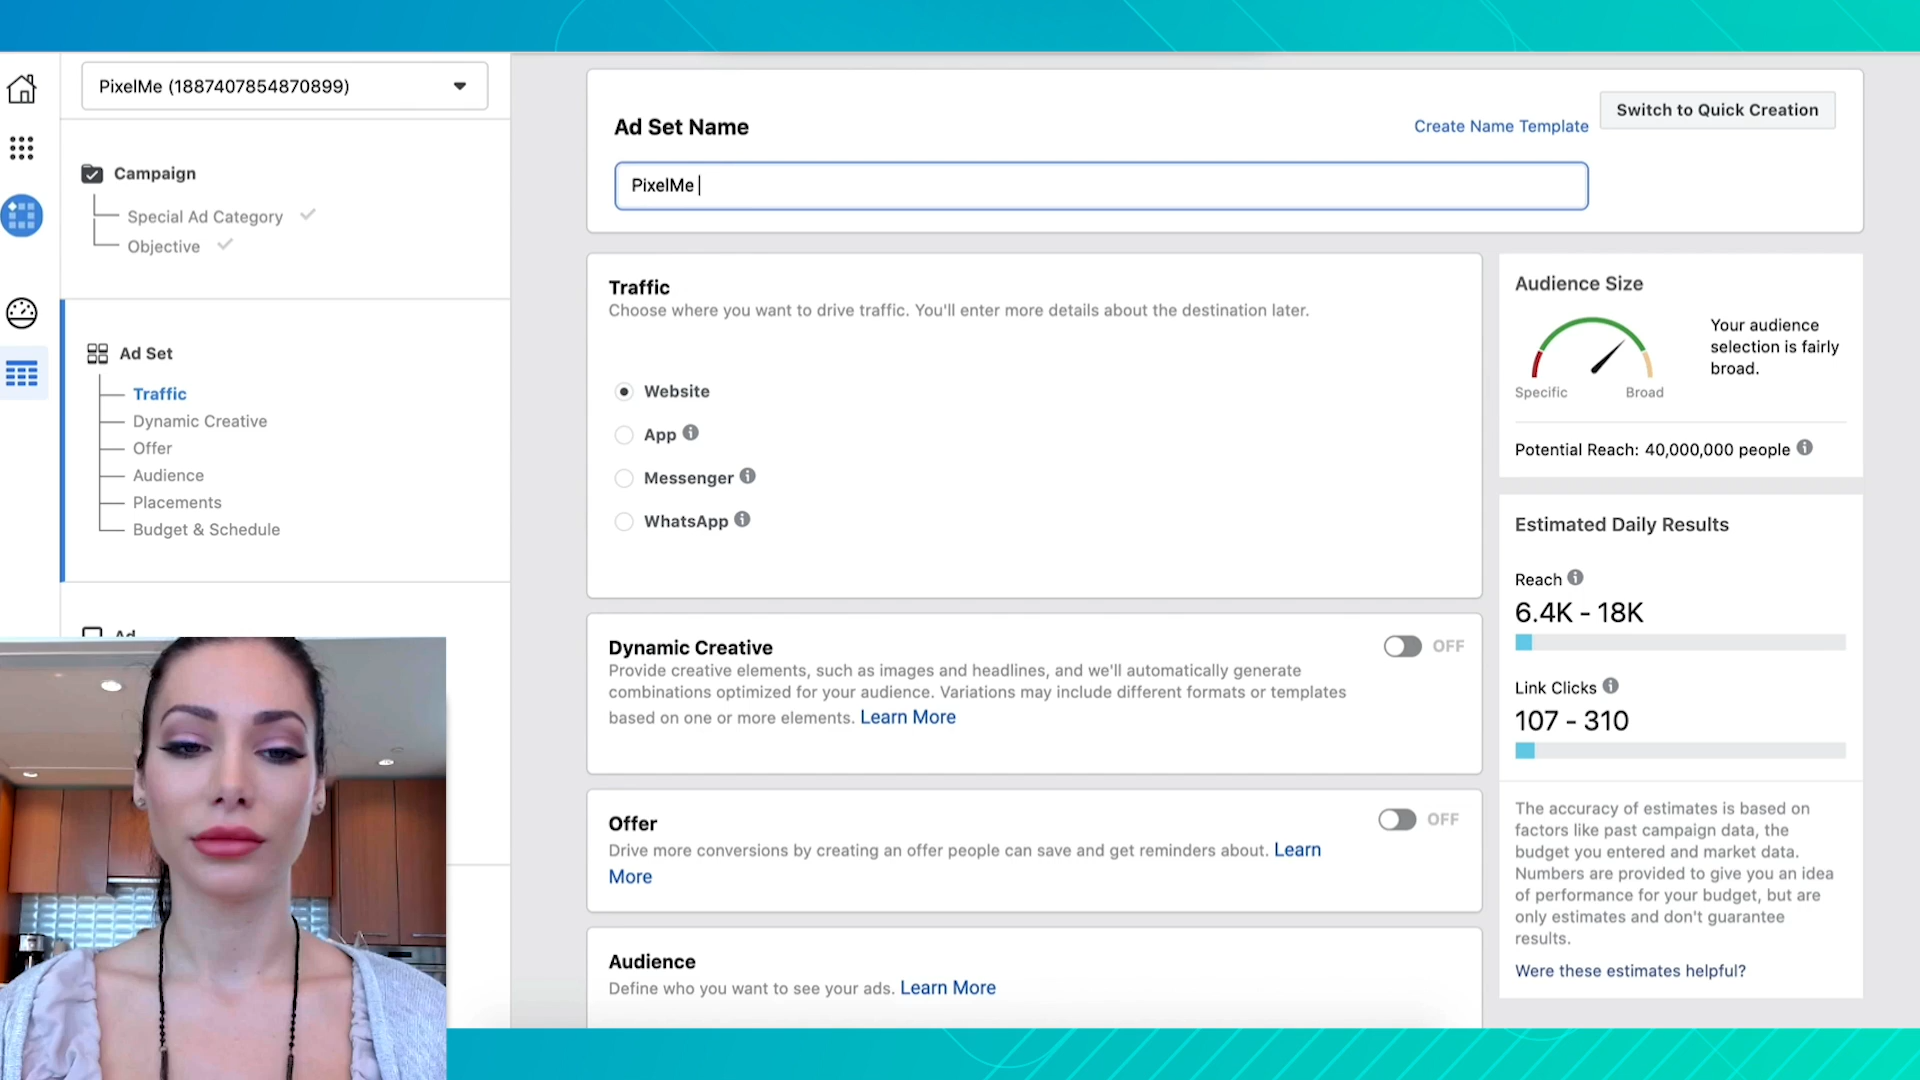 PixelMe (1887407854870899)
Campaign
Special Ad Category
Objective
Ad Set
Traffic
Dynamic Creative
Offer
Audience
Placements
Budget & Schedule
Ad
Ad Set Name
Create Name Template
Switch to Quick Creation
PixelMe
Traffic
Choose where you want to drive traffic. You'll enter more details about the destination later.
Website
App
Messenger
WhatsApp
Dynamic Creative
OFF
Provide creative elements, such as images and headlines, and we'll automatically generate
combinations optimized for your audience. Variations may include different formats or templates
based on one or more elements. Learn More
Offer
OFF
Drive more conversions by creating an offer people can save and get reminders about. Learn
More
Audience
Define who you want to see your ads. Learn More
Audience Size
Your audience
selection is fairly
broad.
Specific
Broad
Potential Reach: 40,000,000 people
Estimated Daily Results
Reach
6.4K - 18K
Link Clicks
107 - 310
The accuracy of estimates is based on
factors like past campaign data, the
budget you entered and market data.
Numbers are provided to give you an idea
of performance for your budget, but are
only estimates and don't guarantee
results.
Were these estimates helpful?